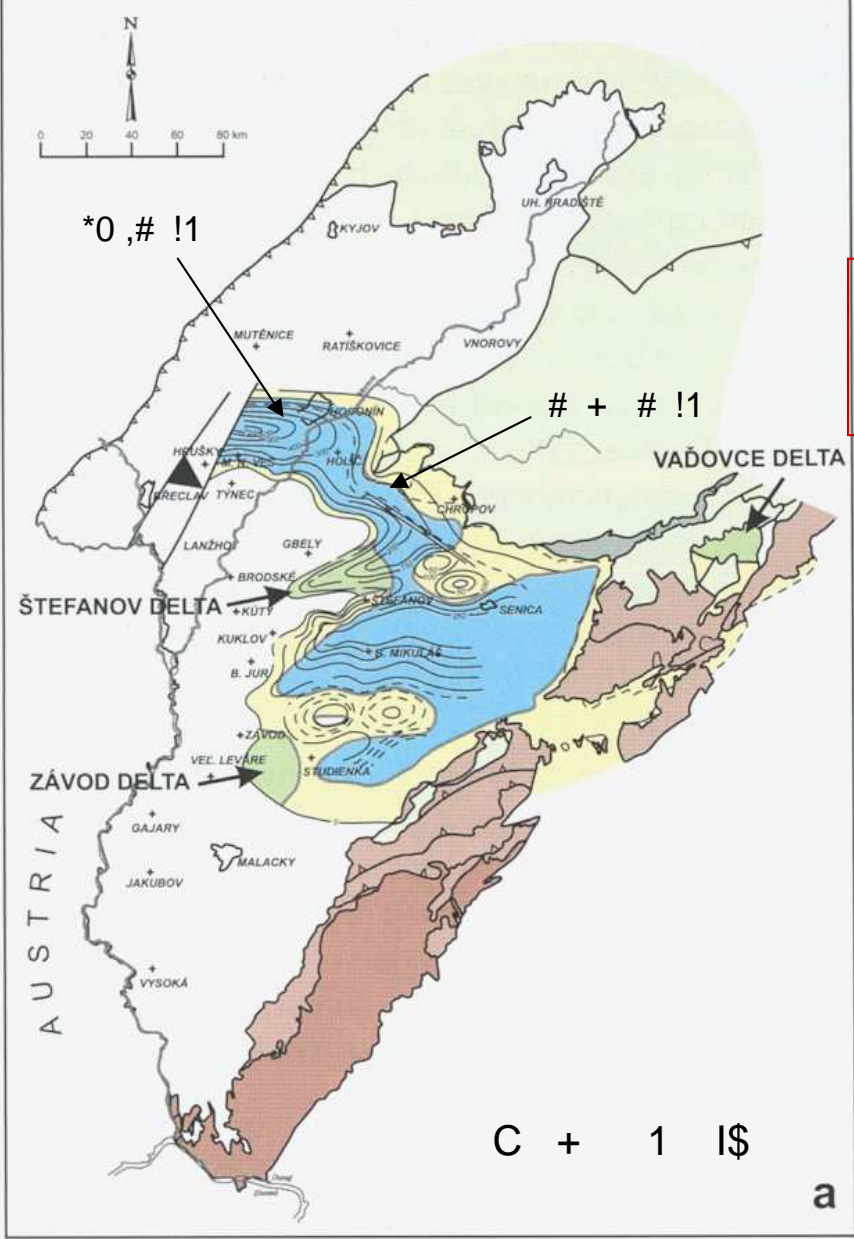 N
0 20 40 60 80 km
UH. HRADIŠTĚ
*0 ,# !1
KYJOV
MUTĚNICE
RATÍŠKOVICE
VNOROVY
# + # !1
HODONÍN
HRUŠKY
M. N. VES
HOLÍČ
VAĎOVCE DELTA
BŘECLAV
TÝNEC
CHROPOV
LANŽHOT
GBELY
BRODSKÉ
ŠTEFANOV DELTA
KÚTY
ŠTEFANOV
SENICA
KUKLOV
B. MIKULÁŠ
B. JUR
ZÁVOD
VEĽ. LEVÁRE
STUDIENKA
ZÁVOD DELTA
GAJARY
MALACKY
JAKUBOV
AUSTRIA
VYSOKÁ
C + 1 I$
a